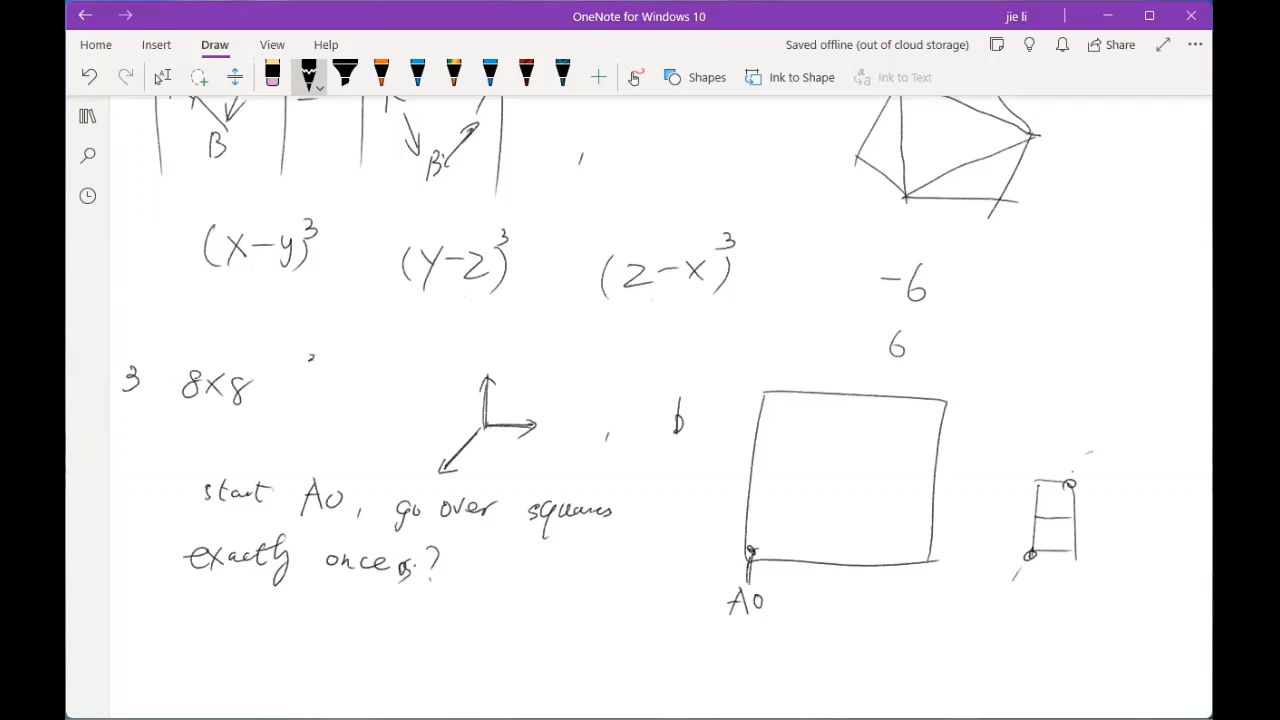 OneNote for Windows 10
jie li
Home Insert Draw View Help
Saved offline (out of cloud storage)
Share
Shapes
Ink to Shape
Ink to Text
B
B
(x-y)^3 (y-z)^3 (z-x)^3 -6
6
3 8x8
start A0, go over squares
exactly once?
A0